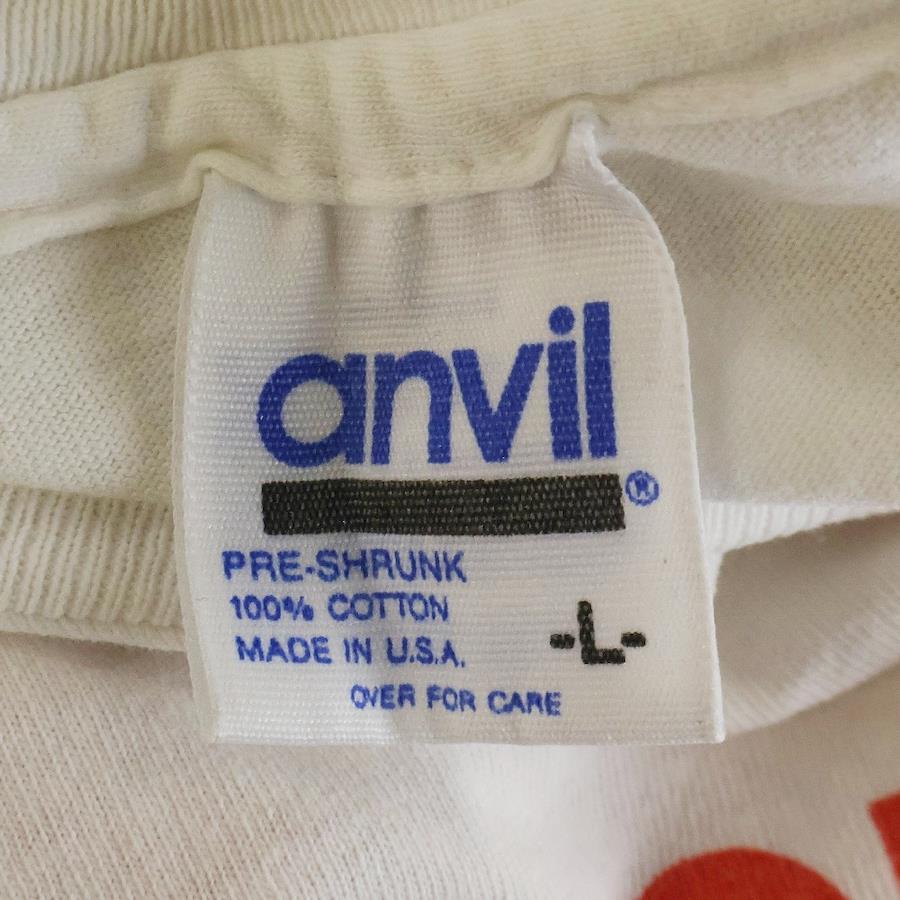 anvil
®
PRE-SHRUNK
100% COTTON
MADE IN U.S.A.
-L-
OVER FOR CARE